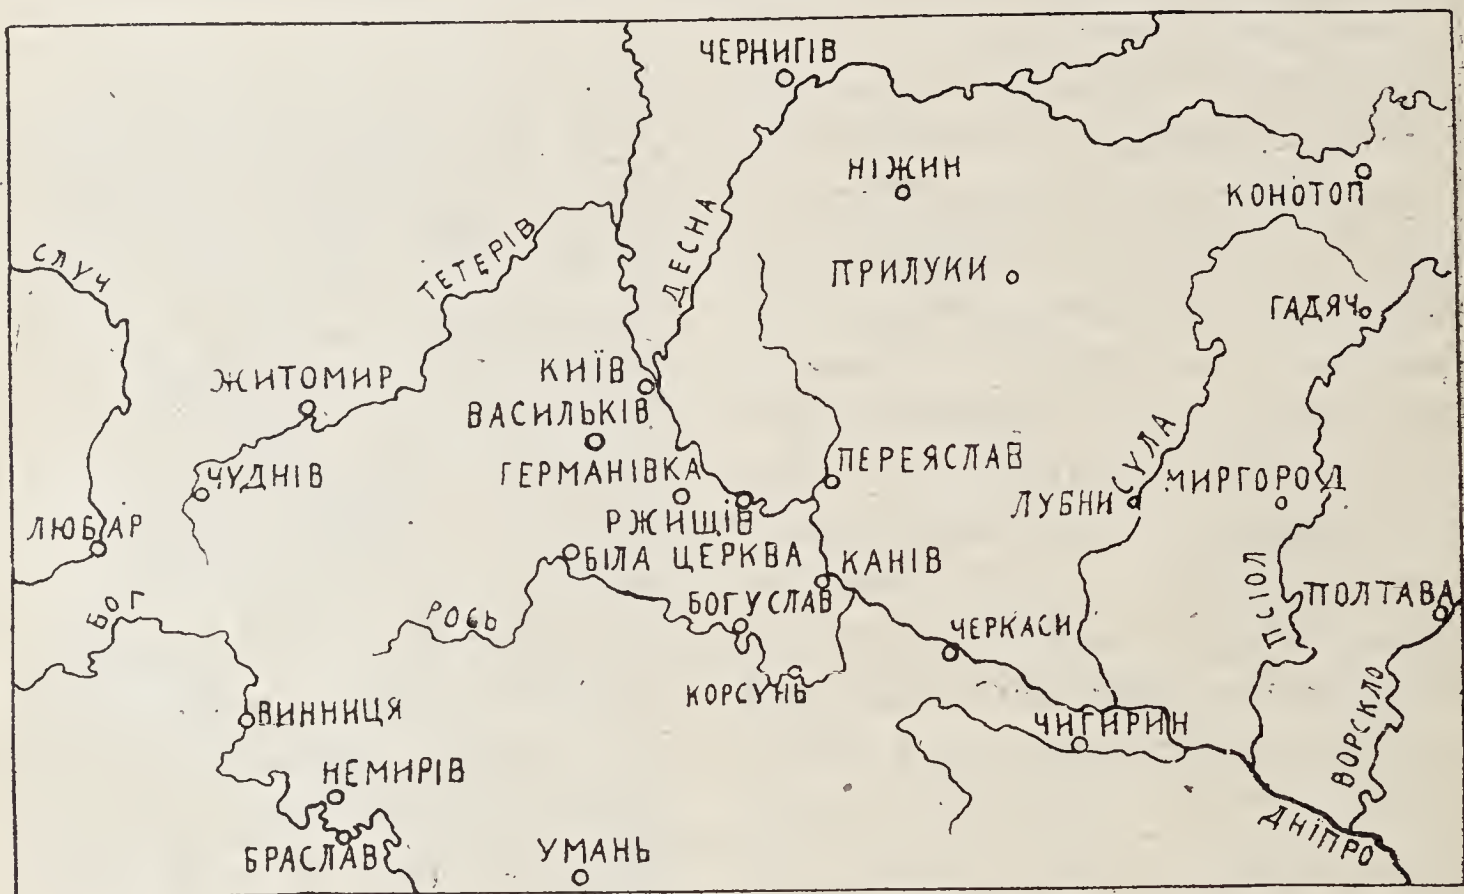 ЧЕРНИГІВ
НІЖИН
КОНОТОП
ДЕСНА
СЛУЧ
ТЕТЕРІВ
ПРИЛУКИ
ГАДЯЧ
ЖИТОМИР
КИЇВ
ВАСИЛЬКІВ
ГЕРМАНІВКА
ПЕРЕЯСЛАВ
СУЛА
ЧУДНІВ
ЛУБНИ
МИРГОРОД
РЖИЩІВ
ЛЮБАР
БІЛА ЦЕРКВА
КАНІВ
БОГ
РОСЬ
БОГУСЛАВ
ЧЕРКАСИ
ПСІОЛ
ПОЛТАВА
КОРСУНЬ
ВИННИЦЯ
ЧИГИРИН
ВОРСКЛО
НЕМИРІВ
БРАСЛАВ
УМАНЬ
ДНІПРО